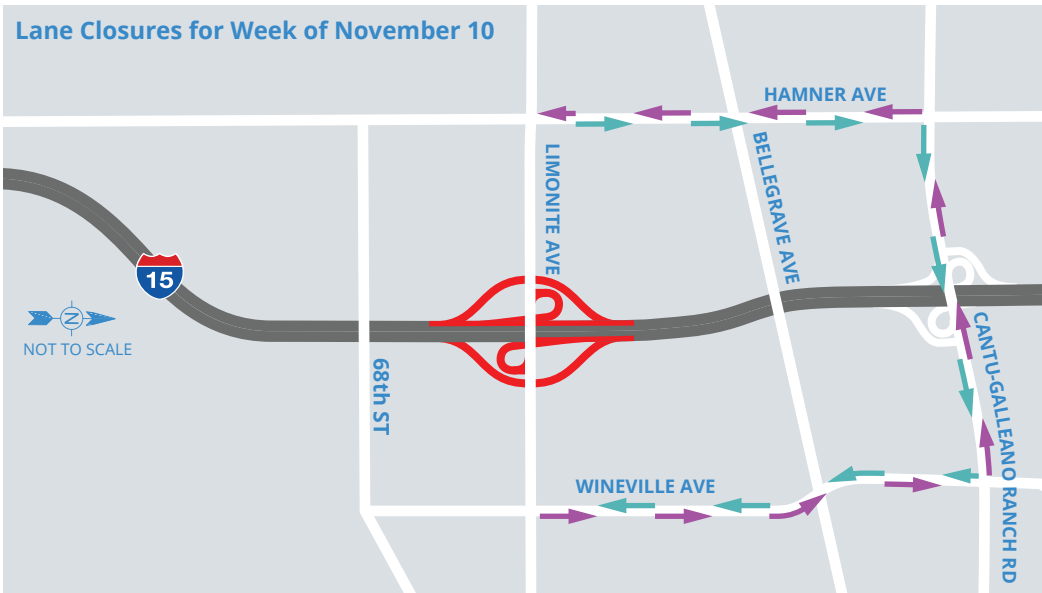 Lane Closures for Week of November 10
HAMNER AVE
LIMONITE AVE
BELLEGRAVE AVE
15
N
NOT TO SCALE
68th ST
CANTU-GALLEANO RANCH RD
WINEVILLE AVE